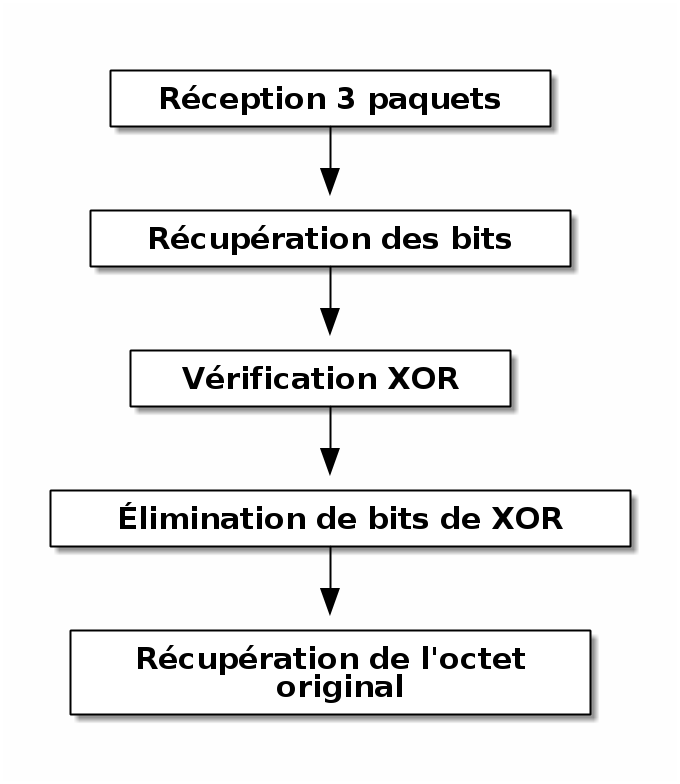 Réception 3 paquets
Récupération des bits
Vérification XOR
Élimination de bits de XOR
Récupération de l'octet
original